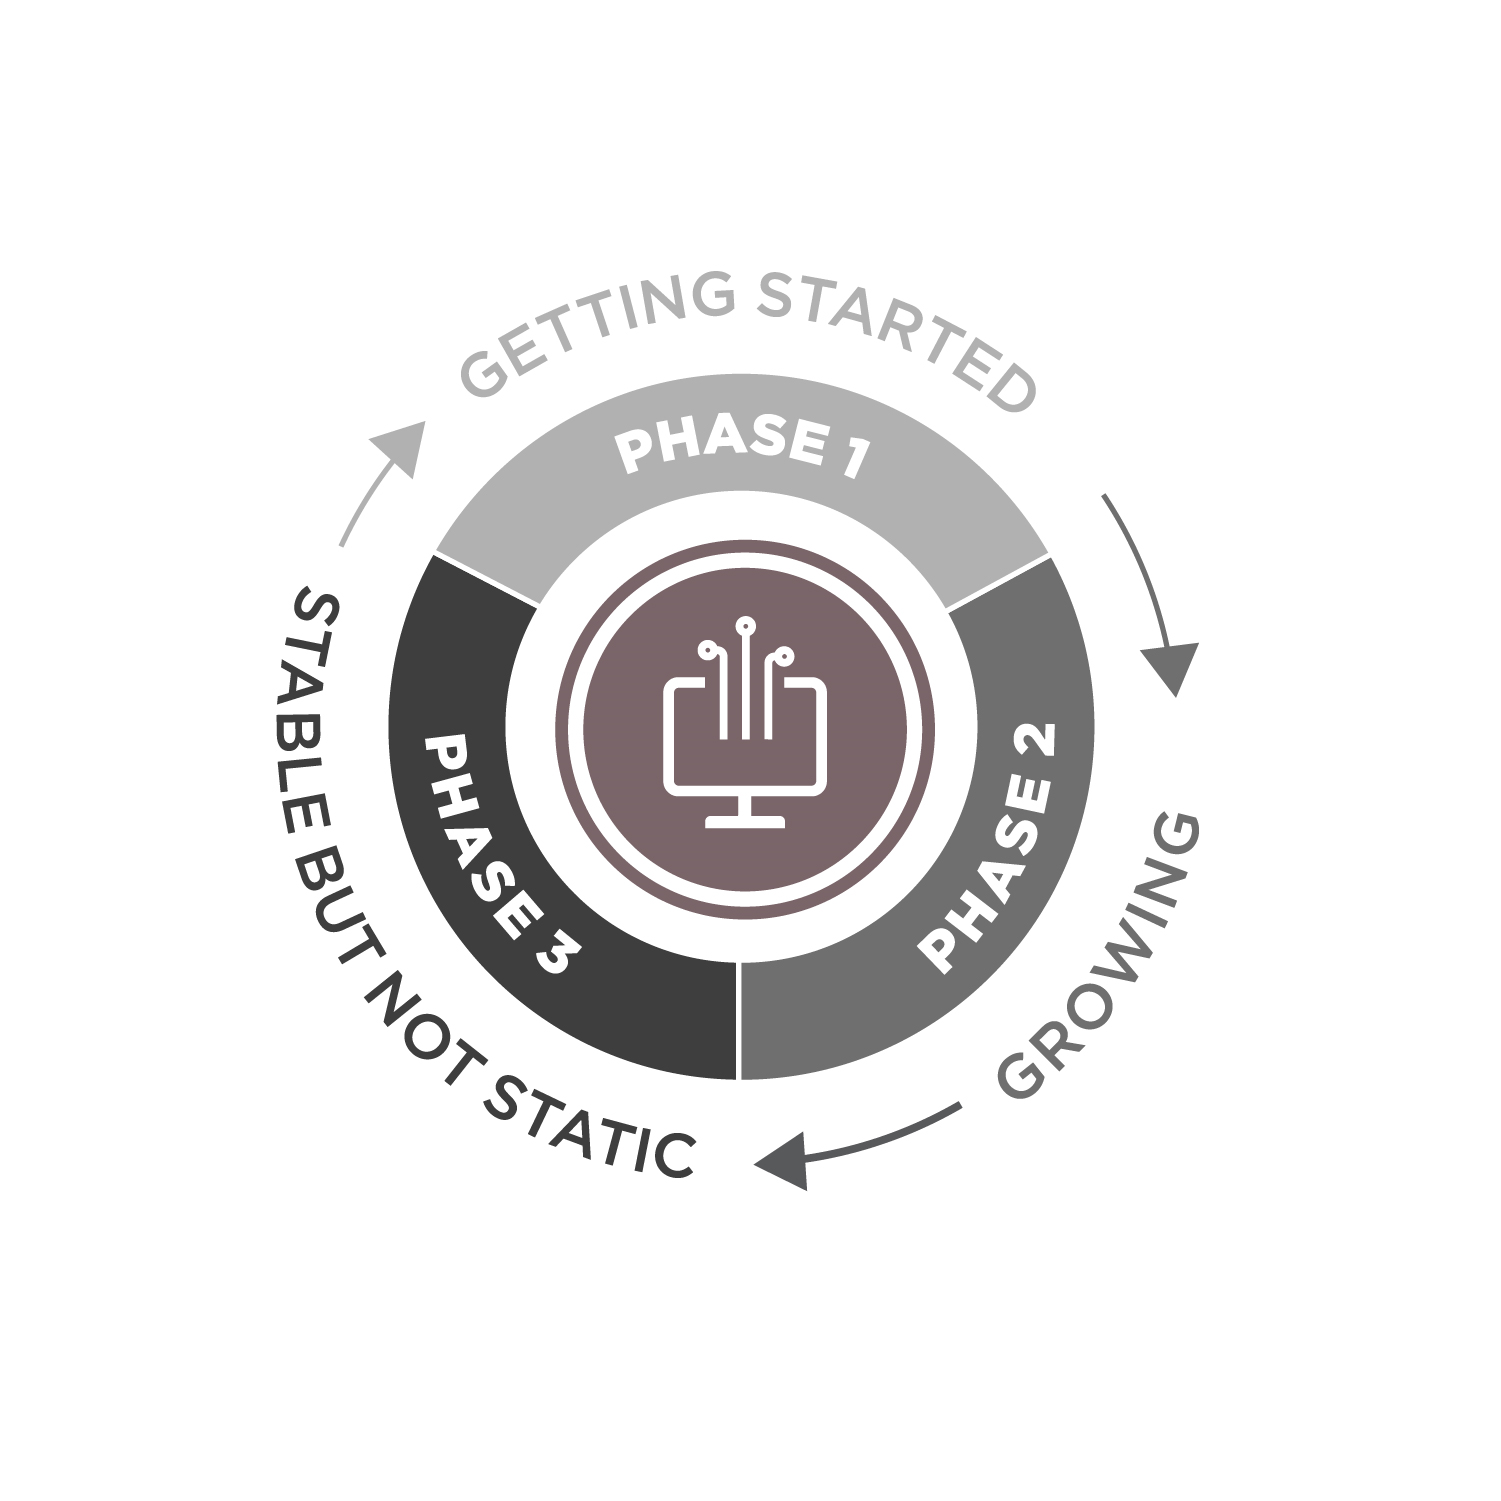 GETTING STARTED
PHASE 1
PHASE 2
GROWING
PHASE 3
STABLE BUT NOT STATIC